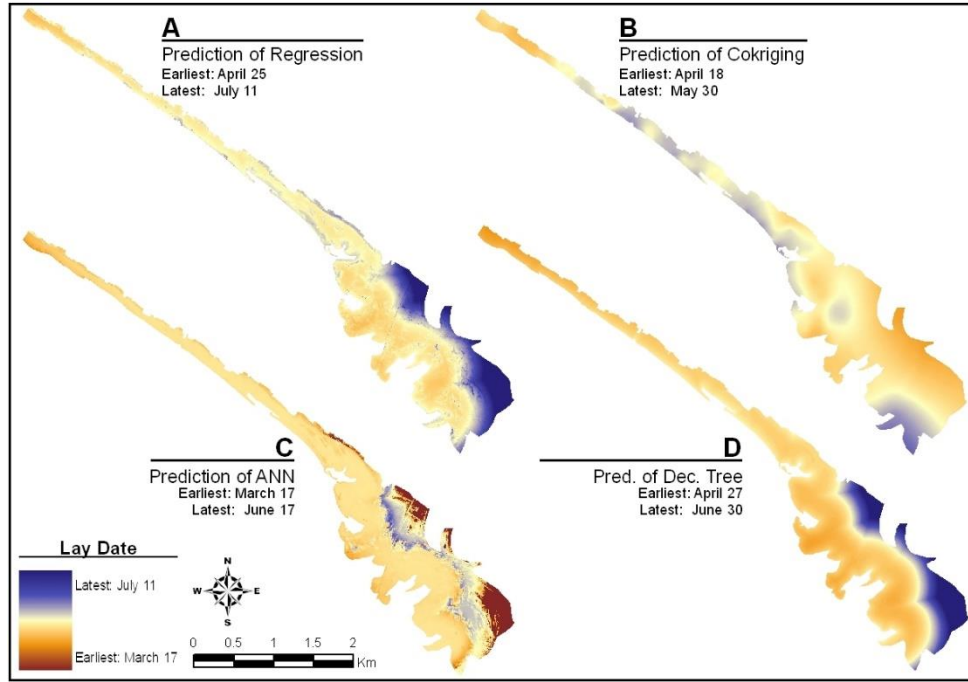 A
Prediction of Regression
Earliest: April 25
Latest: July 11
B
Prediction of Cokriging
Earliest: April 18
Latest: May 30
C
Prediction of ANN
Earliest: March 17
Latest: June 17
D
Pred. of Dec. Tree
Earliest: April 27
Latest: June 30
Lay Date
Latest: July 11
Earliest: March 17
N
W E
S
0 0.5 1 1.5 2
Km